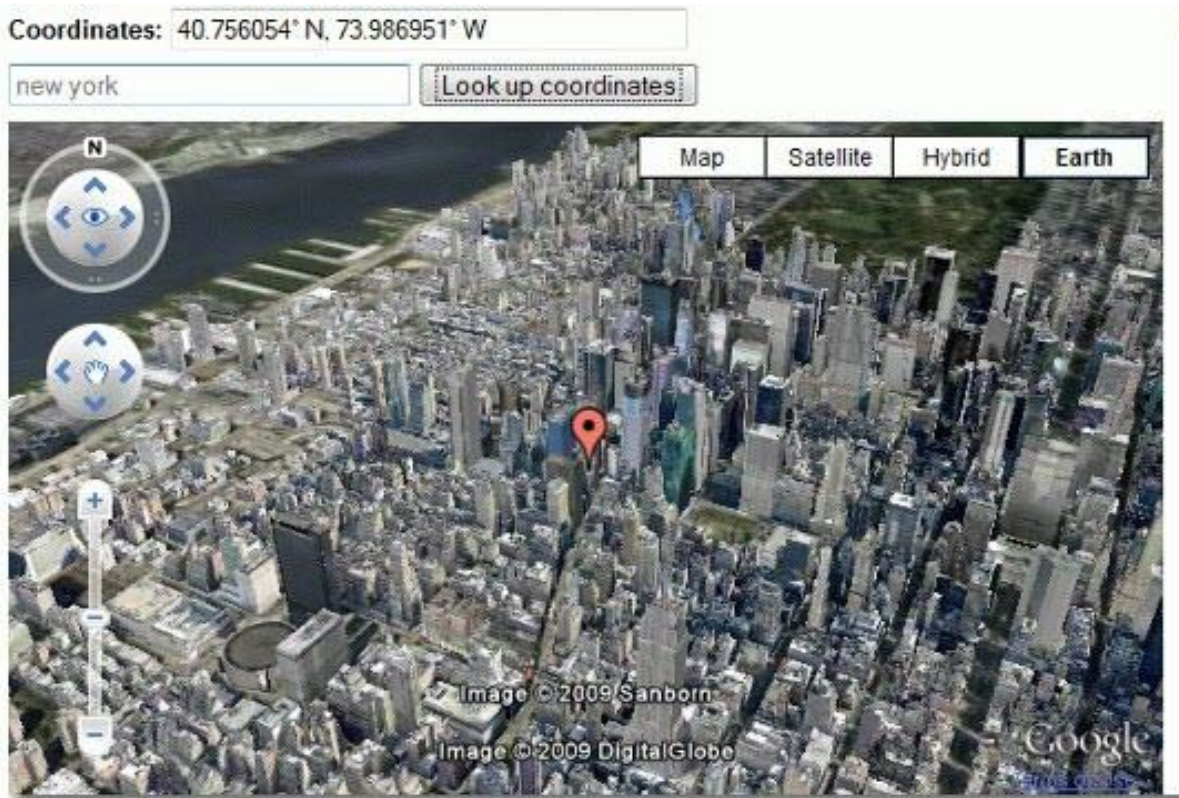 Coordinates: 40.756054° N, 73.986951° W
new york Look up coordinates
N
Map Satellite Hybrid Earth
+
−
−
Image © 2009 Sanborn
Image © 2009 DigitalGlobe
Google